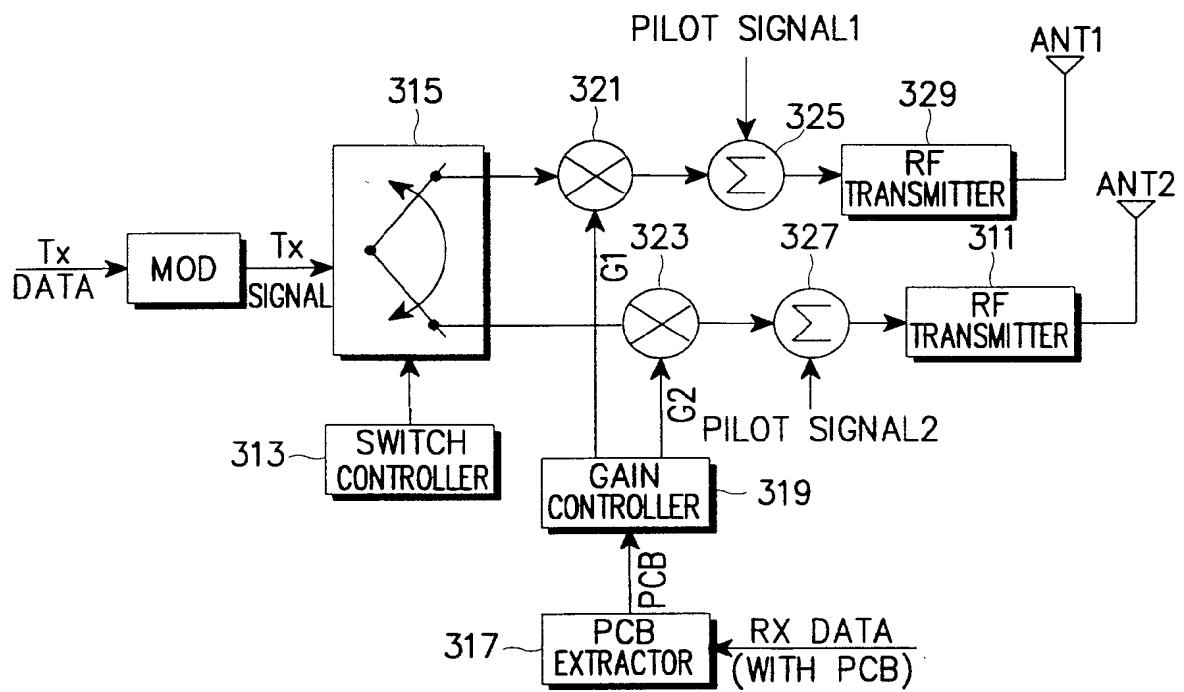 PILOT SIGNAL1
ANT1
315
321
325
329
RF
TRANSMITTER
ANT2
Tx
DATA
MOD
Tx
SIGNAL
G1
323
327
311
RF
TRANSMITTER
G2
PILOT SIGNAL2
313
SWITCH
CONTROLLER
GAIN
CONTROLLER
319
PCB
317
PCB
EXTRACTOR
RX DATA
(WITH PCB)